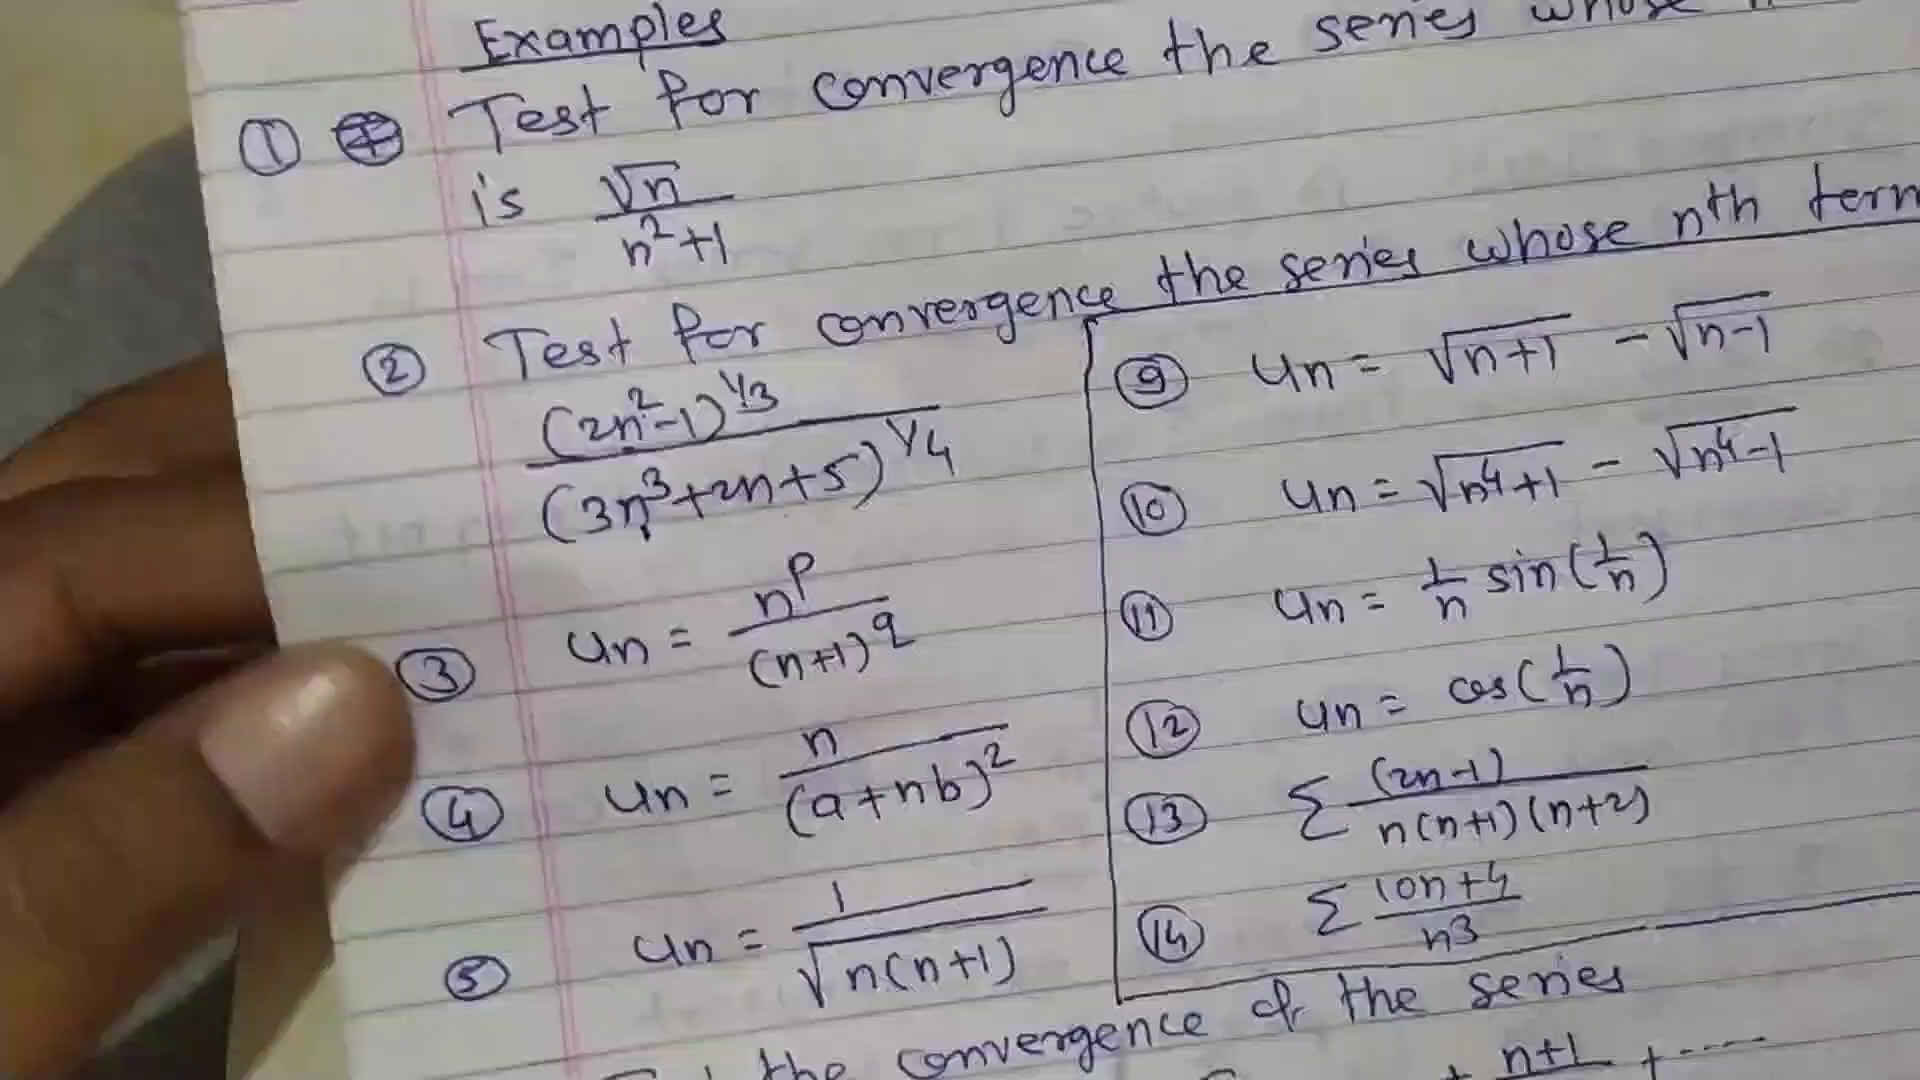 Examples
① Test for convergence the series whose
is √n / n²+1
② Test for convergence the series whose nth term
(2n²-1)^1/3 / (3n³+2n+5)^1/4
③ un = n^p / (n+1)^q
④ un = n / (a+nb)²
⑤ un = 1 / √n(n+1)
⑨ un = √n+1 - √n-1
⑩ un = √n⁴+1 - √n⁴-1
⑪ un = 1/n sin(1/n)
⑫ un = cos(1/n)
⑬ Σ (2n-1) / n(n+1)(n+2)
⑭ Σ 10n+4 / n3
the convergence of the series
+ n+1 + ----